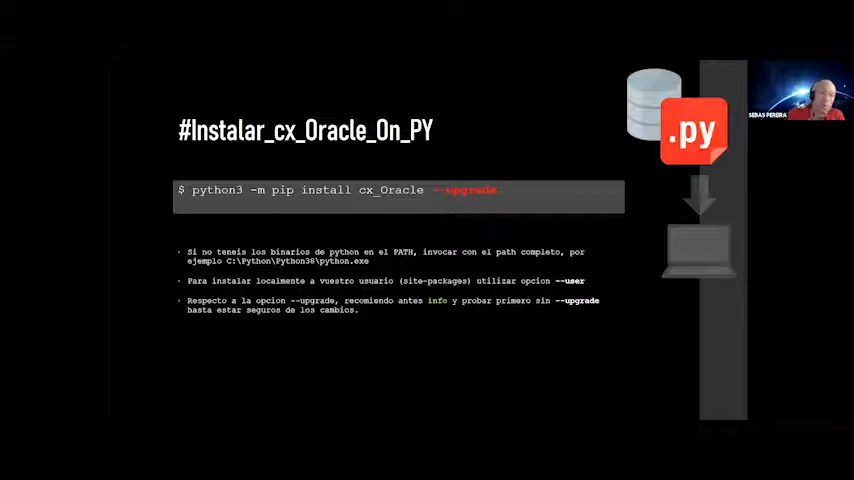 #Instalar_cx_Oracle_On_PY
.py
SEBAS PEREIRA
$ python3 -m pip install cx_Oracle --upgrade
· Si no teneis los binarios de python en el PATH, invocar con el path completo, por
ejemplo C:\Python\Python38\python.exe
· Para instalar localmente a vuestro usuario (site-packages) utilizar opcion --user
· Respecto a la opcion --upgrade, recomiendo antes info y probar primero sin --upgrade
hasta estar seguros de los cambios.